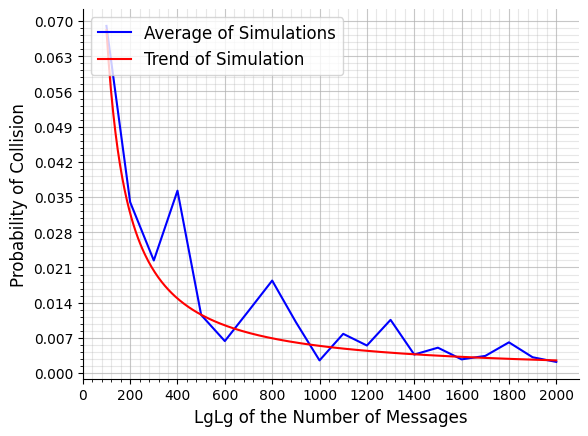 0.070
0.063
0.056
0.049
0.042
0.035
0.028
0.021
0.014
0.007
0.000
Probability of Collision
Average of Simulations
Trend of Simulation
0 200 400 600 800 1000 1200 1400 1600 1800 2000
LgLg of the Number of Messages